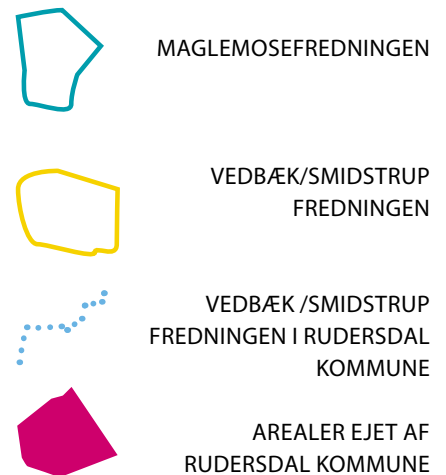 MAGLEMOSEFREDNINGEN
VEDBÆK/SMIDSTRUP
FREDNINGEN
VEDBÆK /SMIDSTRUP
FREDNINGEN I RUDERSDAL
KOMMUNE
AREALER EJET AF
RUDERSDAL KOMMUNE